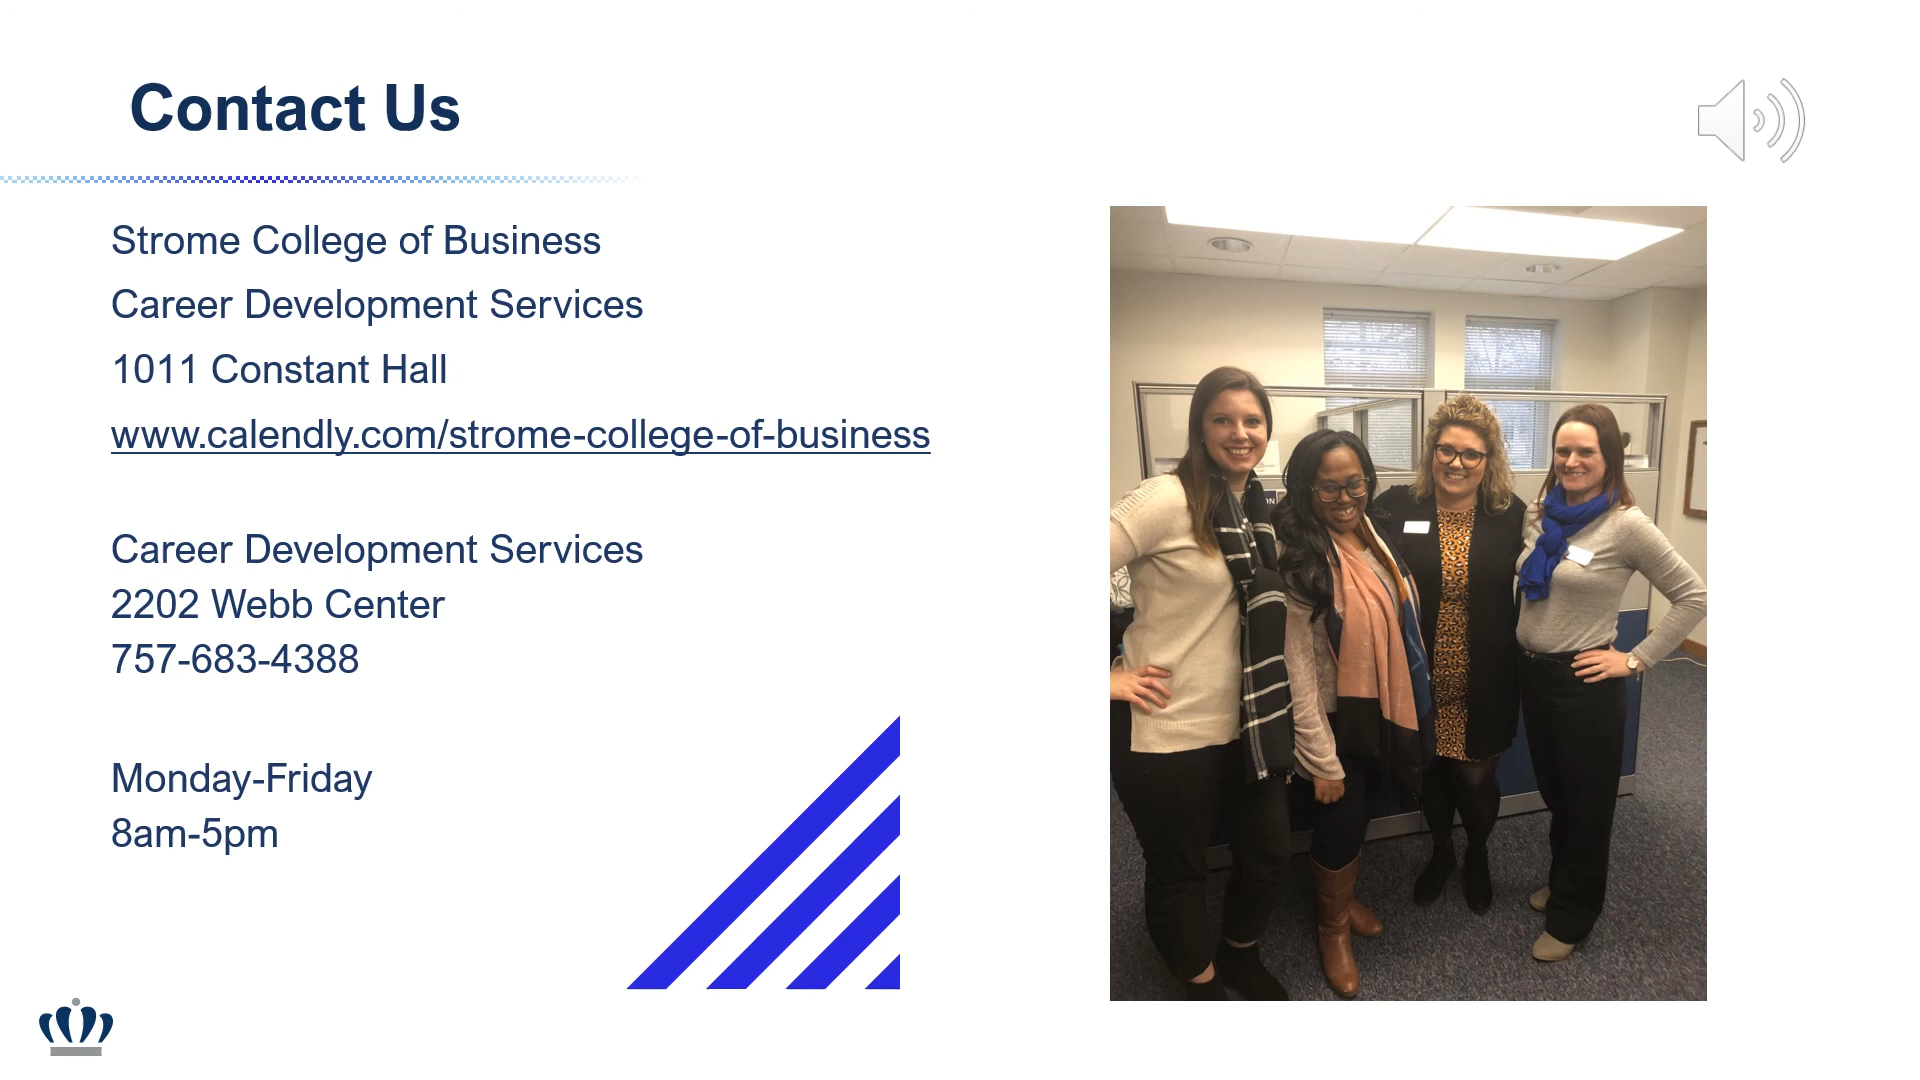 Contact Us
Strome College of Business
Career Development Services
1011 Constant Hall
www.calendly.com/strome-college-of-business
Career Development Services
2202 Webb Center
757-683-4388
Monday-Friday
8am-5pm